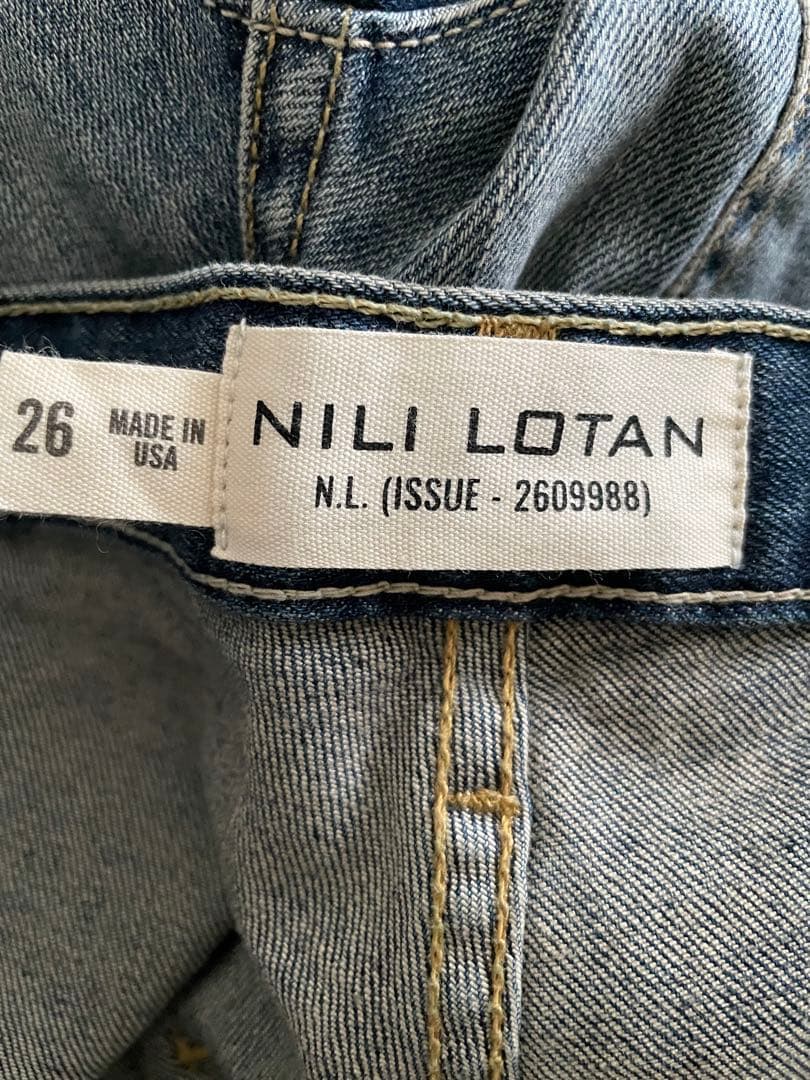 26
MADE IN
USA
NILI LOTAN
N.L. (ISSUE - 2609988)